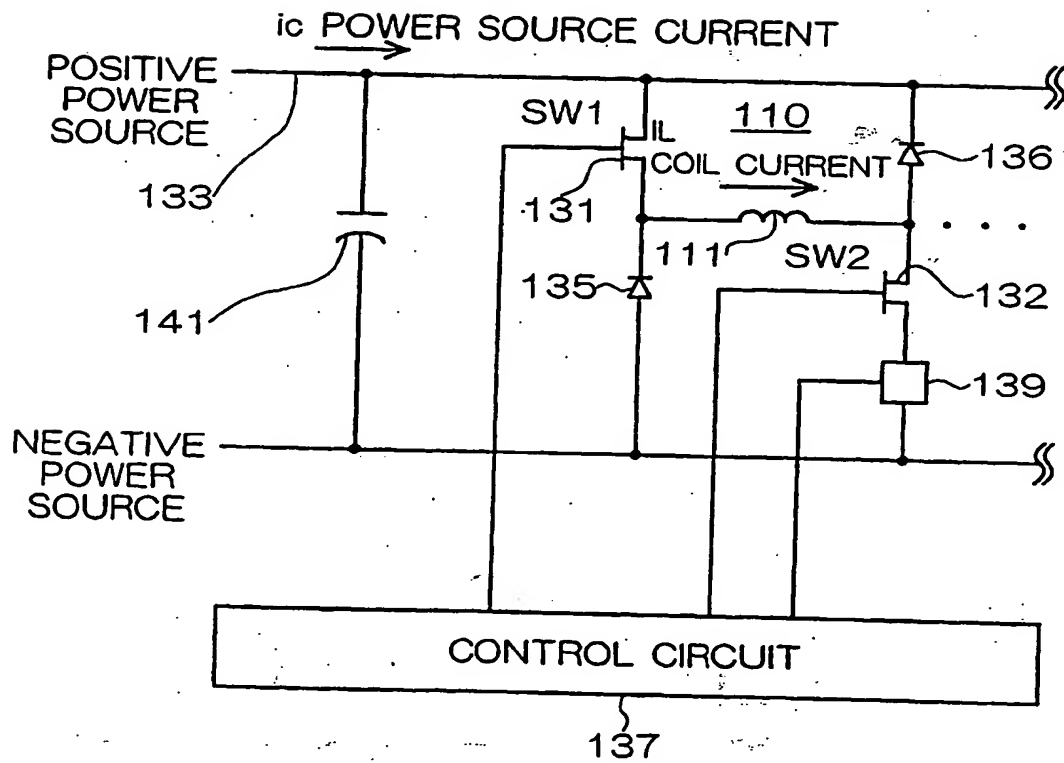 ic POWER SOURCE CURRENT
POSITIVE
POWER
SOURCE
SW1
110
IL
COIL CURRENT
136
133
131
111
SW2
132
135
141
139
NEGATIVE
POWER
SOURCE
CONTROL CIRCUIT
137